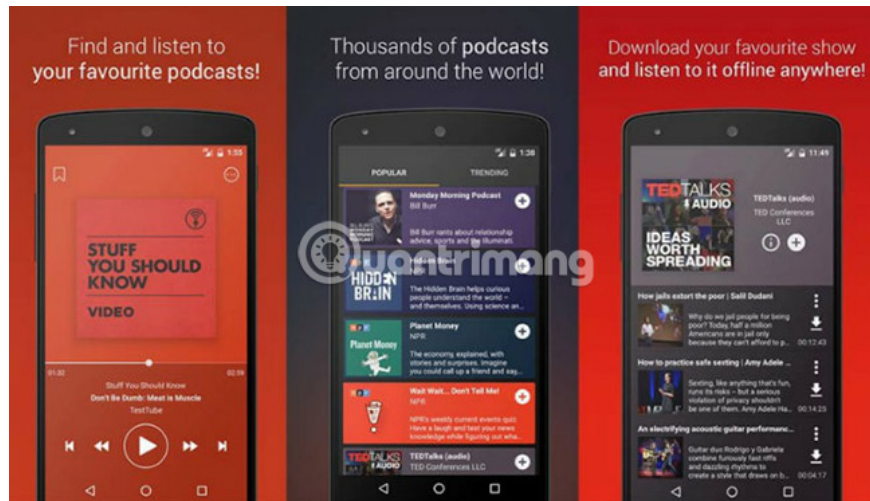 Find and listen to
your favourite podcasts!
1:55
STUFF
YOU SHOULD
KNOW
VIDEO
01:32
02:59
Stuff You Should Know
Don't Be Dumb: Meat is Muscle
TestTube
Thousands of podcasts
from around the world!
1:38
POPULAR
TRENDING
Monday Morning Podcast
Bill Burr
Bill Burr rants about relationship
advice, sports and the Illuminati.
Hidden Brain
HIDDEN
BRAIN
The Hidden Brain helps curious
people understand the world –
and themselves. Using science an...
Planet Money
NPR
Planet Money
The economy, explained, with
stories and surprises. Imagine
you could call up a friend and say,...
Wait Wait... Don't Tell Me!
NPR
NPR's weekly current events quiz.
Have a laugh and test your news
knowledge while figuring out wha...
TEDTALKS
AUDIO
TEDTalks (audio)
TED Conferences LLC
Quantrimang
Download your favourite show
and listen to it offline anywhere!
11:49
TEDTALKS
AUDIO
IDEAS
WORTH
SPREADING
TEDTalks (audio)
TED Conferences
LLC
How jails extort the poor | Salil Dudani
Why do we jail people for being
poor? Today, half a million
Americans are in jail only
because they can't afford to p...
00:12:43
How to practice safe sexting | Amy Adele ...
Sexting, like anything that's fun,
runs its risks – but a serious
violation of privacy shouldn't
be one of them. Amy Adele Ha...
00:14:25
An electrifying acoustic guitar performanc...
Guitar duo Rodrigo y Gabriela
combine furiously fast riffs
and dazzling rhythms to
create a style that draws on b...
00:04:17